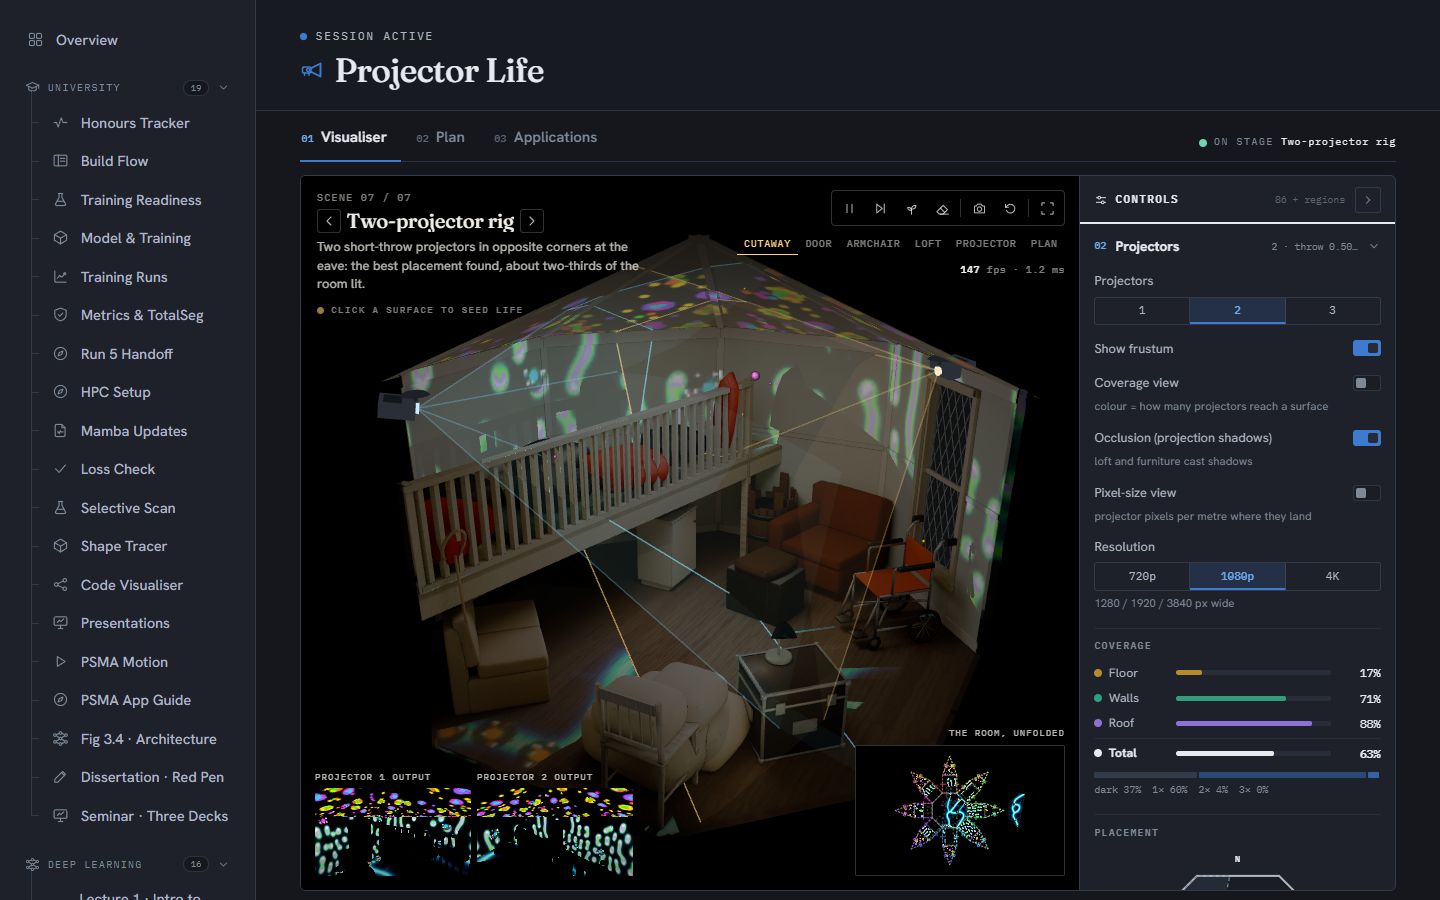 Overview
UNIVERSITY 19
Honours Tracker
Build Flow
Training Readiness
Model & Training
Training Runs
Metrics & TotalSeg
Run 5 Handoff
HPC Setup
Mamba Updates
Loss Check
Selective Scan
Shape Tracer
Code Visualiser
Presentations
PSMA Motion
PSMA App Guide
Fig 3.4 · Architecture
Dissertation · Red Pen
Seminar · Three Decks
DEEP LEARNING 16
Lecture 1 · Intro to
SESSION ACTIVE
Projector Life
01 Visualiser 02 Plan 03 Applications
ON STAGE Two-projector rig
SCENE 07 / 07
Two-projector rig
Two short-throw projectors in opposite corners at the
eave: the best placement found, about two-thirds of the
room lit.
CLICK A SURFACE TO SEED LIFE
CUTAWAY DOOR ARMCHAIR LOFT PROJECTOR PLAN
147 fps · 1.2 ms
PROJECTOR 1 OUTPUT PROJECTOR 2 OUTPUT
THE ROOM, UNFOLDED
CONTROLS 86 + regions
02 Projectors 2 · throw 0.50…
Projectors
1 2 3
Show frustum
Coverage view
colour = how many projectors reach a surface
Occlusion (projection shadows)
loft and furniture cast shadows
Pixel-size view
projector pixels per metre where they land
Resolution
720p 1080p 4K
1280 / 1920 / 3840 px wide
COVERAGE
Floor 17%
Walls 71%
Roof 88%
Total 63%
dark 37% 1× 60% 2× 4% 3× 0%
PLACEMENT
N